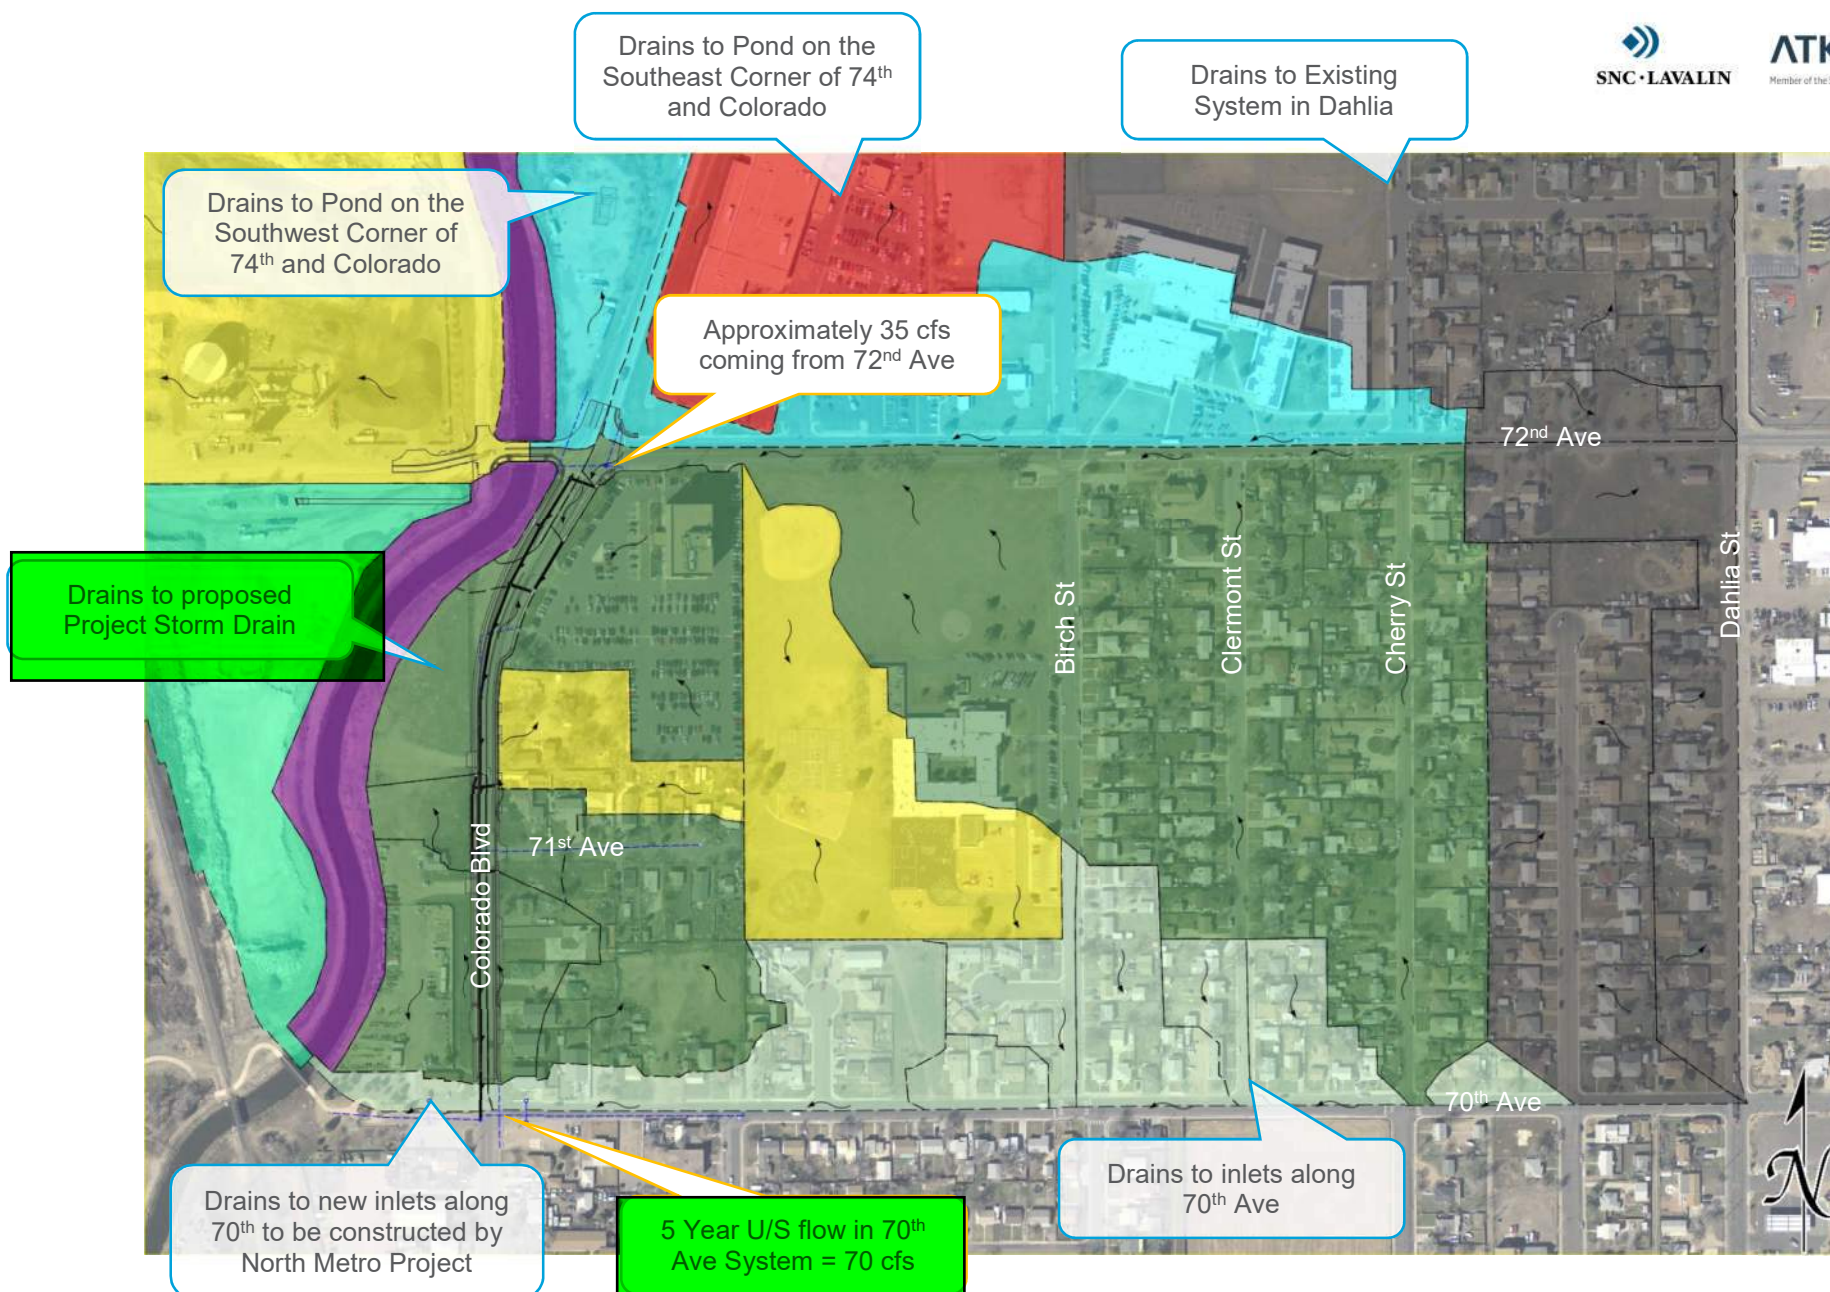 Drains to Pond on the
Southeast Corner of 74th
and Colorado
Drains to Existing
System in Dahlia
SNC·LAVALIN
ATK
Member of the
Drains to Pond on the
Southwest Corner of
74th and Colorado
Approximately 35 cfs
coming from 72nd Ave
72nd Ave
Drains to proposed
Project Storm Drain
Birch St
Clermont St
Cherry St
Dahlia St
Colorado Blvd
71st Ave
70th Ave
Drains to new inlets along
70th to be constructed by
North Metro Project
5 Year U/S flow in 70th
Ave System = 70 cfs
Drains to inlets along
70th Ave
N